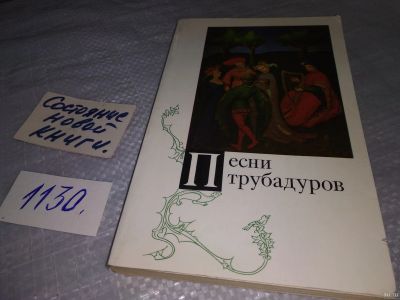 Состояние
новой
книги.
1130.
Песни
трубадуров